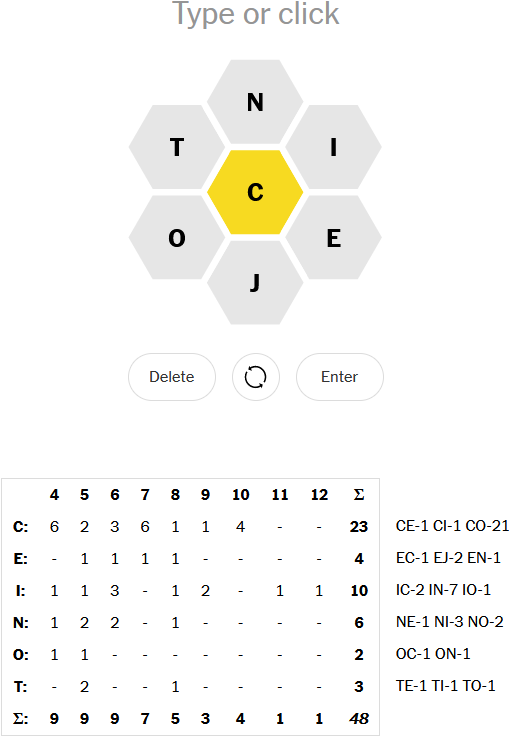 Type or click
N
T I
C
O E
J
Delete Enter
4 5 6 7 8 9 10 11 12 Σ
C: 6 2 3 6 1 1 4 - - 23 CE-1 CI-1 CO-21
E: - 1 1 1 1 - - - - 4 EC-1 EJ-2 EN-1
I: 1 1 3 - 1 2 - 1 1 10 IC-2 IN-7 IO-1
N: 1 2 2 - 1 - - - - 6 NE-1 NI-3 NO-2
O: 1 1 - - - - - - - 2 OC-1 ON-1
T: - 2 - - 1 - - - - 3 TE-1 TI-1 TO-1
Σ: 9 9 9 7 5 3 4 1 1 48